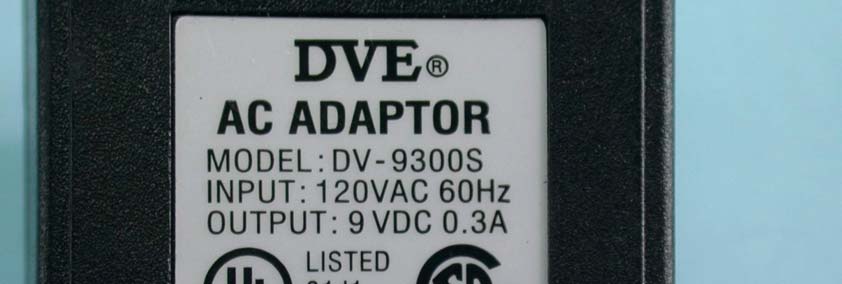 DVE®
AC ADAPTOR
MODEL: DV-9300S
INPUT: 120VAC 60Hz
OUTPUT: 9 VDC 0.3A
LISTED